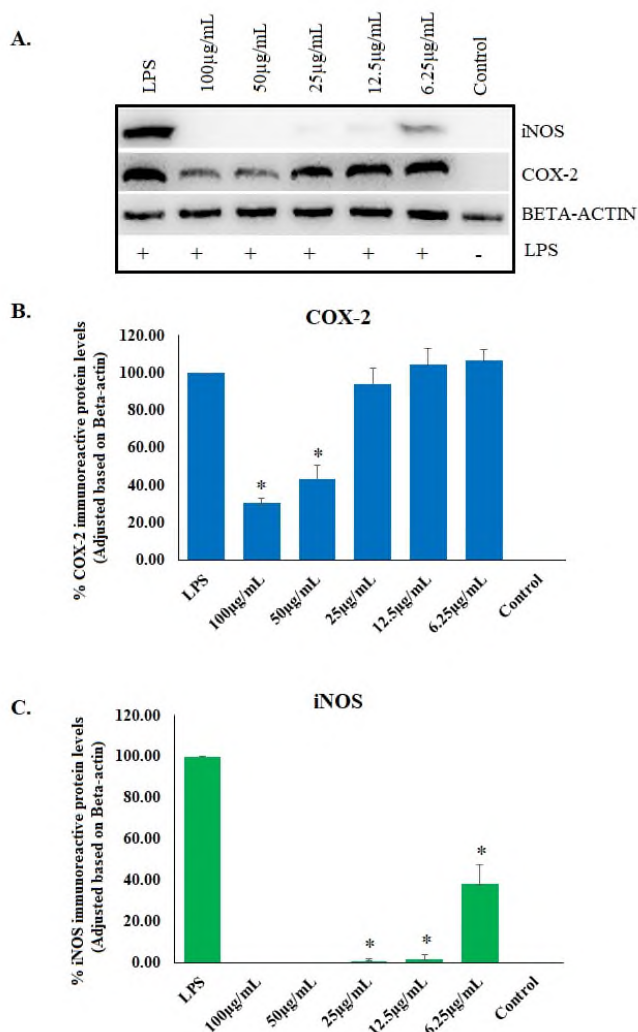 A.
LPS
100µg/mL
50µg/mL
25µg/mL
12.5µg/mL
6.25µg/mL
Control
iNOS
COX-2
BETA-ACTIN
+ + + + + + - LPS
B.
COX-2
% COX-2 immunoreactive protein levels
(Adjusted based on Beta-actin)
120.00
100.00
80.00
60.00
40.00
20.00
0.00
* *
LPS
100µg/mL
50µg/mL
25µg/mL
12.5µg/mL
6.25µg/mL
Control
C.
iNOS
% iNOS immunoreactive protein levels
(Adjusted based on Beta-actin)
120.00
100.00
80.00
60.00
40.00
20.00
0.00
* * *
LPS
100µg/mL
50µg/mL
25µg/mL
12.5µg/mL
6.25µg/mL
Control